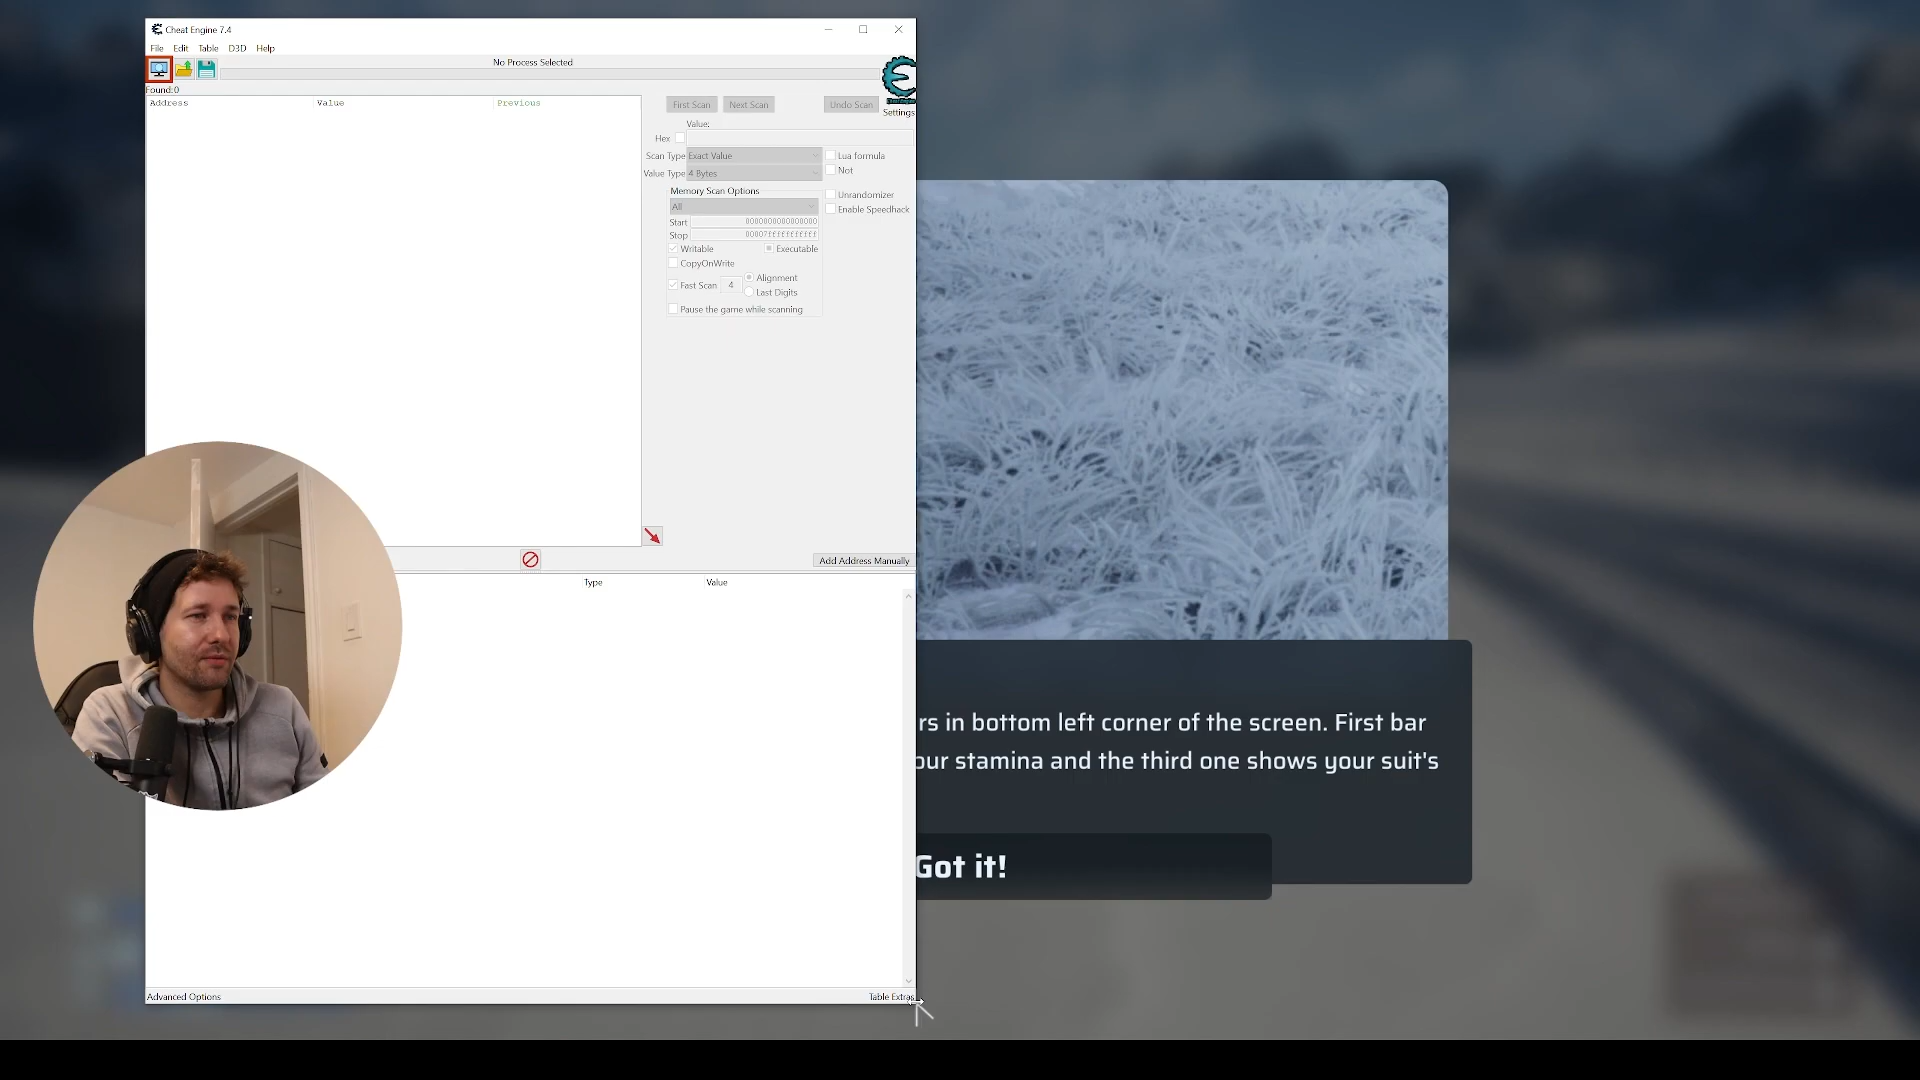 Cheat Engine 7.4
File Edit Table D3D Help
No Process Selected
Found:0
Address Value Previous
First Scan Next Scan Undo Scan
Settings
Value:
Hex
Scan Type Exact Value Lua formula
Not
Value Type 4 Bytes
Memory Scan Options
All
Unrandomizer
Enable Speedhack
Start 0000000000000000
Stop 00007fffffffffff
Writable Executable
CopyOnWrite
Fast Scan 4 Alignment
Last Digits
Pause the game while scanning
Add Address Manually
Type Value
rs in bottom left corner of the screen. First bar
our stamina and the third one shows your suit's
Got it!
Advanced Options Table Extras